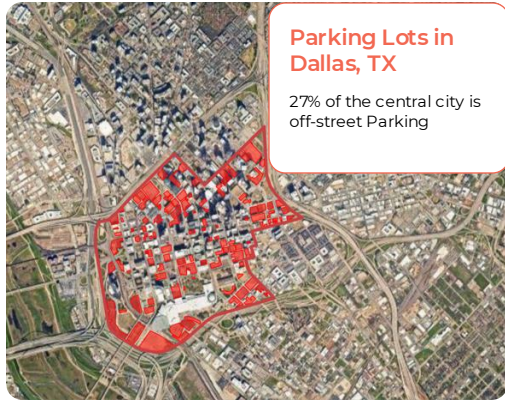 Parking Lots in
Dallas, TX
27% of the central city is
off-street Parking